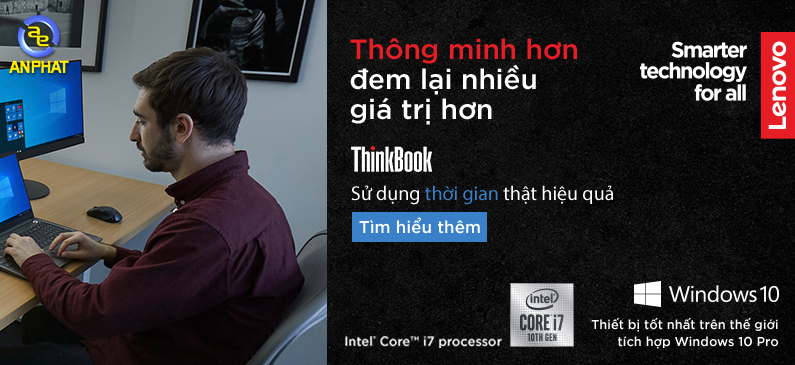 ANPHAT
Thông minh hơn
đem lại nhiều
giá trị hơn
Smarter
technology
for all
Lenovo
ThinkBook
Sử dụng thời gian thật hiệu quả
Tìm hiểu thêm
Intel® Core™ i7 processor
intel
CORE i7
10TH GEN
Windows 10
Thiết bị tốt nhất trên thế giới
tích hợp Windows 10 Pro